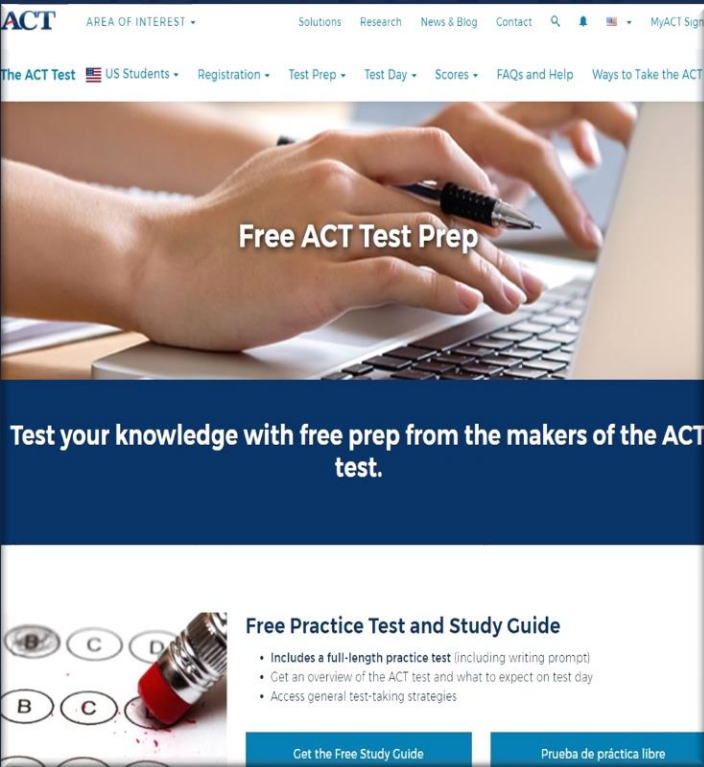 ACT AREA OF INTEREST Solutions Research News & Blog Contact MyACT Sign
The ACT Test US Students Registration Test Prep Test Day Scores FAQs and Help Ways to Take the ACT
Free ACT Test Prep
Test your knowledge with free prep from the makers of the ACT
test.
B C D
Free Practice Test and Study Guide
• Includes a full-length practice test (including writing prompt)
• Get an overview of the ACT test and what to expect on test day
• Access general test-taking strategies
B C
Get the Free Study Guide Prueba de práctica libre